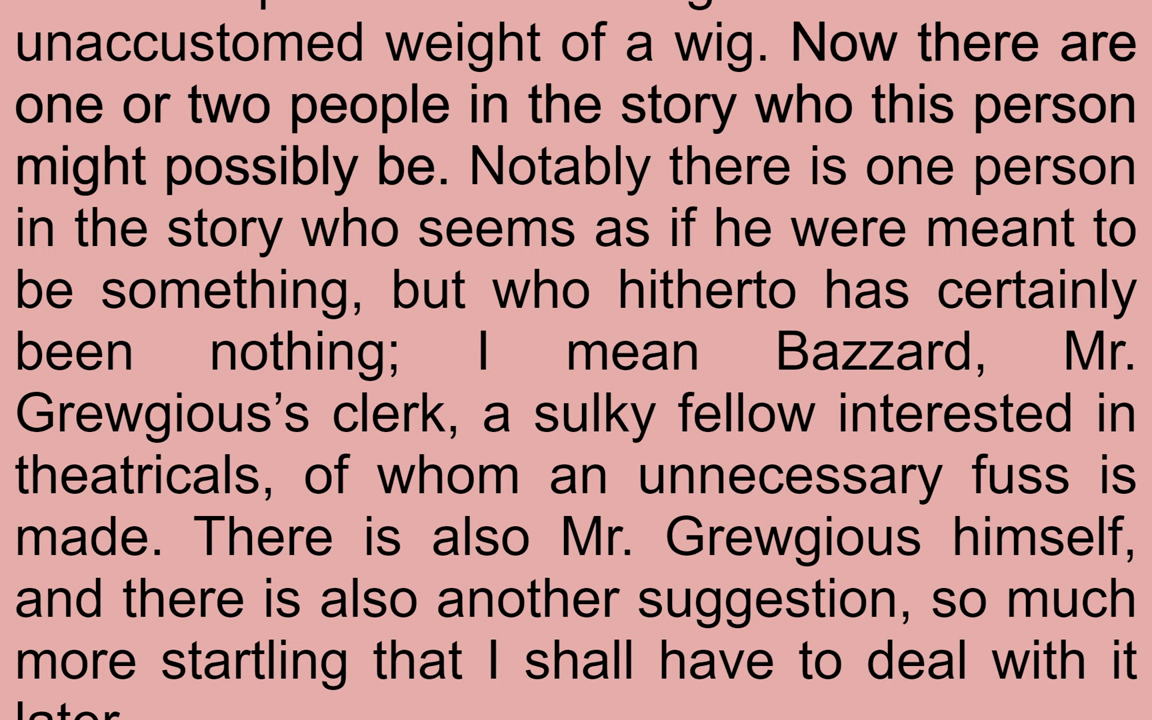 unaccustomed weight of a wig. Now there are
one or two people in the story who this person
might possibly be. Notably there is one person
in the story who seems as if he were meant to
be something, but who hitherto has certainly
been nothing; I mean Bazzard, Mr.
Grewgious’s clerk, a sulky fellow interested in
theatricals, of whom an unnecessary fuss is
made. There is also Mr. Grewgious himself,
and there is also another suggestion, so much
more startling that I shall have to deal with it
later.